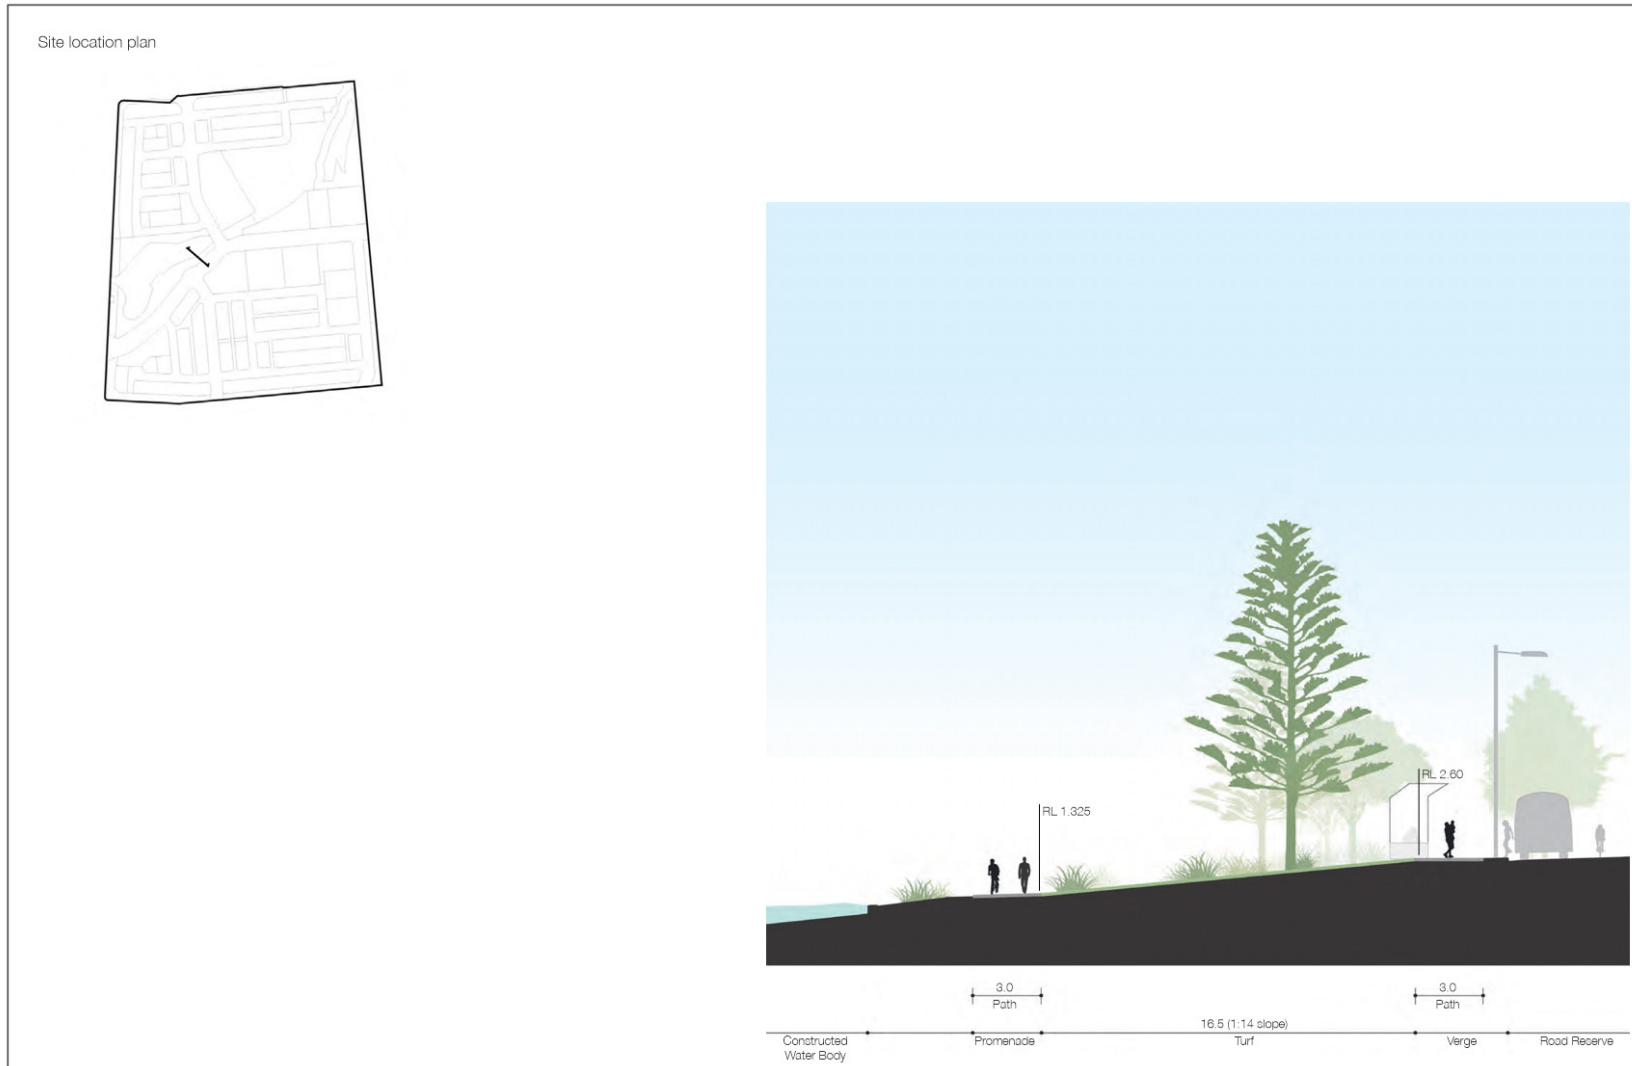 Site location plan
RL 2.60
RL 1.325
3.0
Path
3.0
Path
16.5 (1:14 slope)
Constructed
Water Body
Promenade
Turf
Verge
Road Reserve